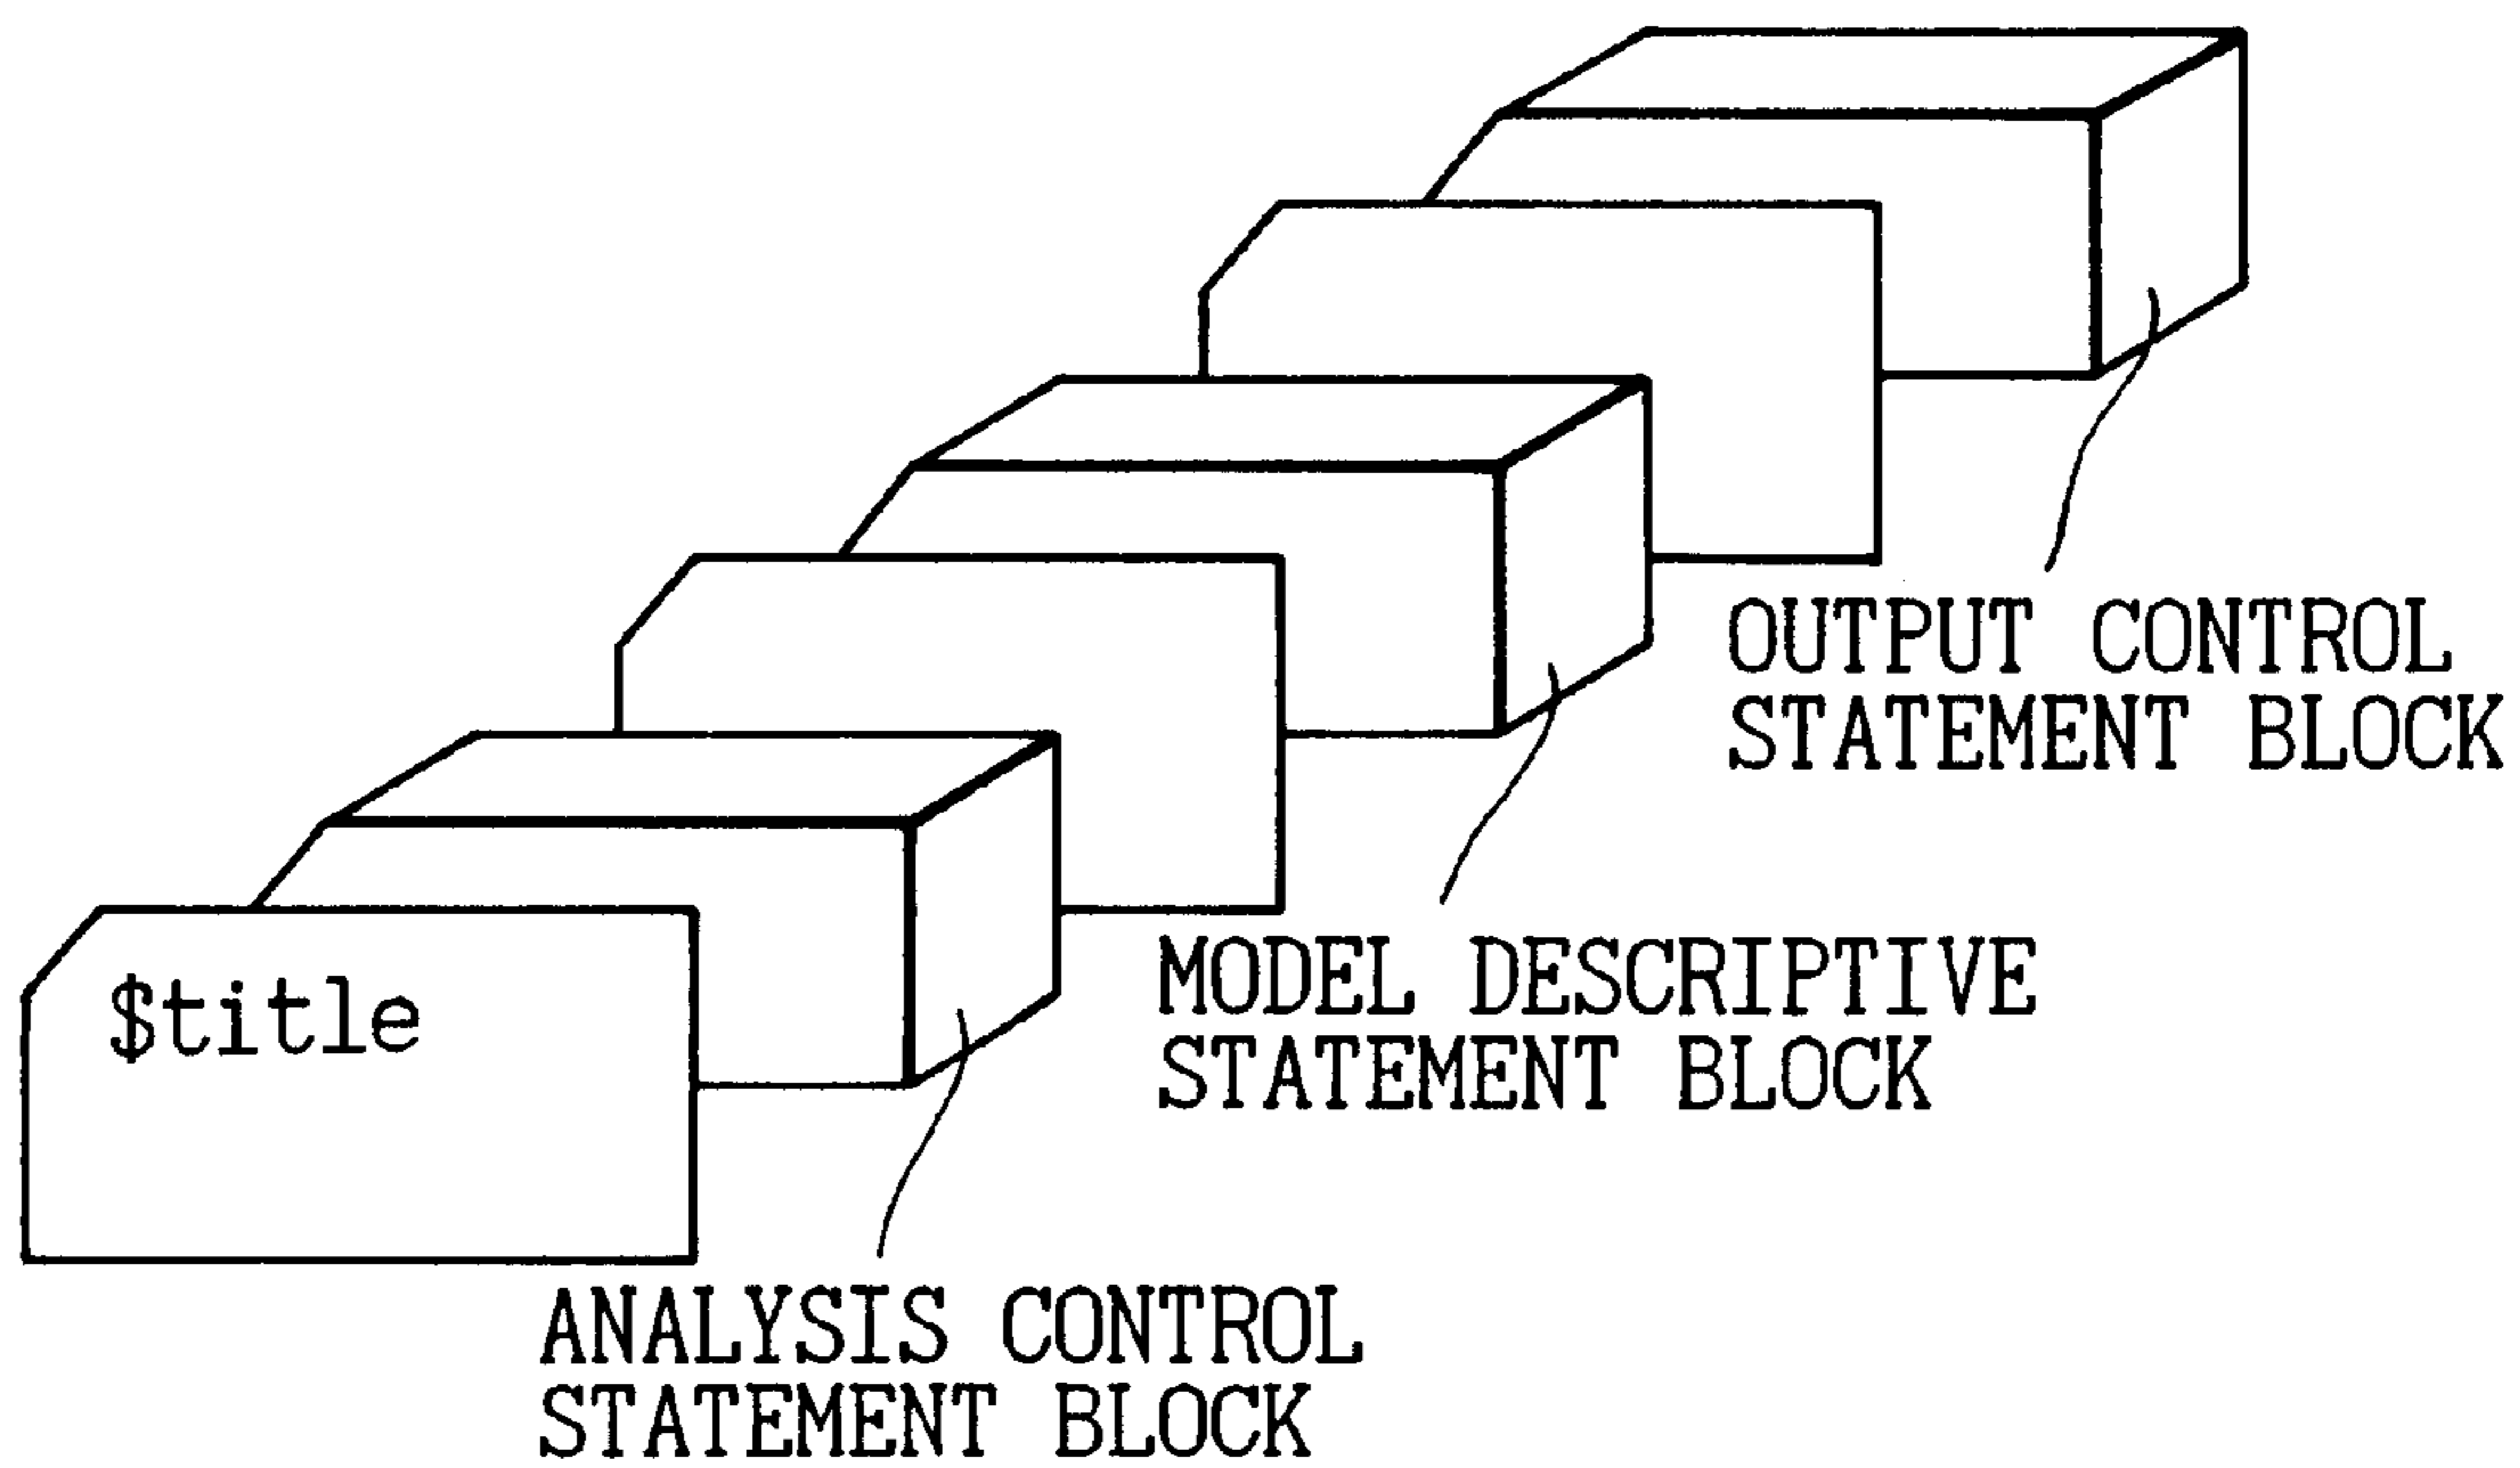 OUTPUT CONTROL
STATEMENT BLOCK
MODEL DESCRIPTIVE
STATEMENT BLOCK
$title
ANALYSIS CONTROL
STATEMENT BLOCK